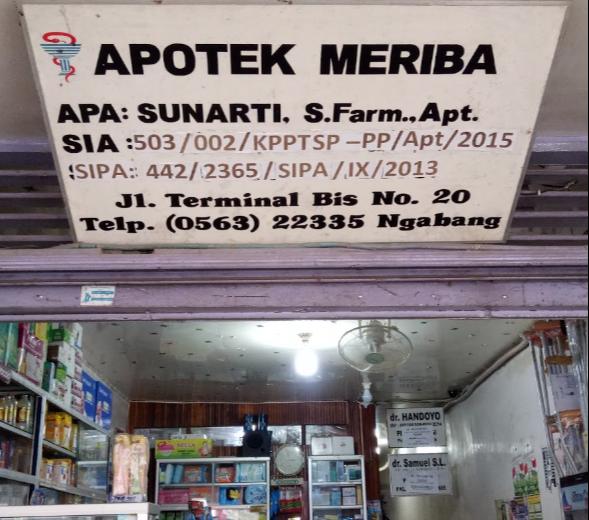 APOTEK MERIBA
APA: SUNARTI, S.Farm.,Apt.
SIA :503/002/KPPTSP –PP/Apt/2015
SIPA: 442/2365/SIPA/IX/2013
Jl. Terminal Bis No. 20
Telp. (0563) 22335 Ngabang
dr. HANDOYO
dr. Samuel S.L.